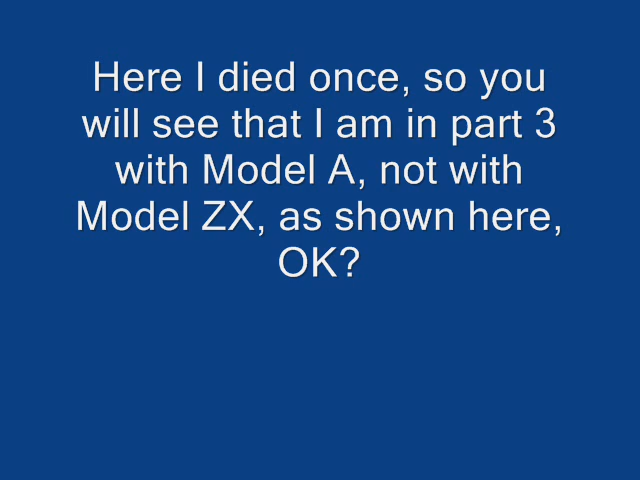 Here I died once, so you
will see that I am in part 3
with Model A, not with
Model ZX, as shown here,
OK?